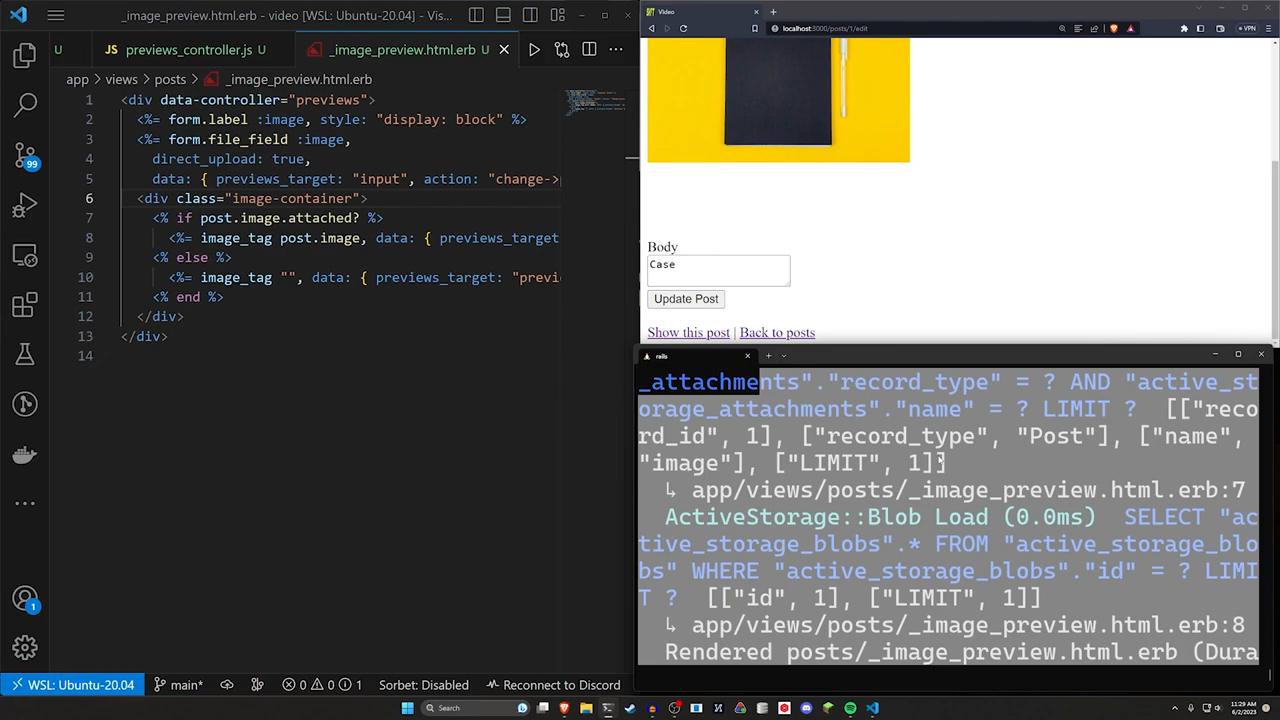 _image_preview.html.erb - video [WSL: Ubuntu-20.04] - Vis...
U
JS previews_controller.js U
_image_preview.html.erb U
app > views > posts > _image_preview.html.erb
1 <div data-controller="previews">
2 <%= form.label :image, style: "display: block" %>
3 <%= form.file_field :image,
4 direct_upload: true,
5 data: { previews_target: "input", action: "change->
6 <div class="image-container">
7 <% if post.image.attached? %>
8 <%= image_tag post.image, data: { previews_target
9 <% else %>
10 <%= image_tag "", data: { previews_target: "previ
11 <% end %>
12 </div>
13 </div>
14
99
1
WSL: Ubuntu-20.04 main* 0 0 1 Sorbet: Disabled Reconnect to Discord
Video
localhost:3000/posts/1/edit
VPN
Body
Case
Update Post
Show this post | Back to posts
rails
_attachments"."record_type" = ? AND "active_st
orage_attachments"."name" = ? LIMIT ? [["reco
rd_id", 1], ["record_type", "Post"], ["name",
"image"], ["LIMIT", 1]]
↳ app/views/posts/_image_preview.html.erb:7
ActiveStorage::Blob Load (0.0ms) SELECT "ac
tive_storage_blobs".* FROM "active_storage_blo
bs" WHERE "active_storage_blobs"."id" = ? LIMI
T ? [["id", 1], ["LIMIT", 1]]
↳ app/views/posts/_image_preview.html.erb:8
Rendered posts/_image_preview.html.erb (Dura
Search
11:29 AM
6/2/2023